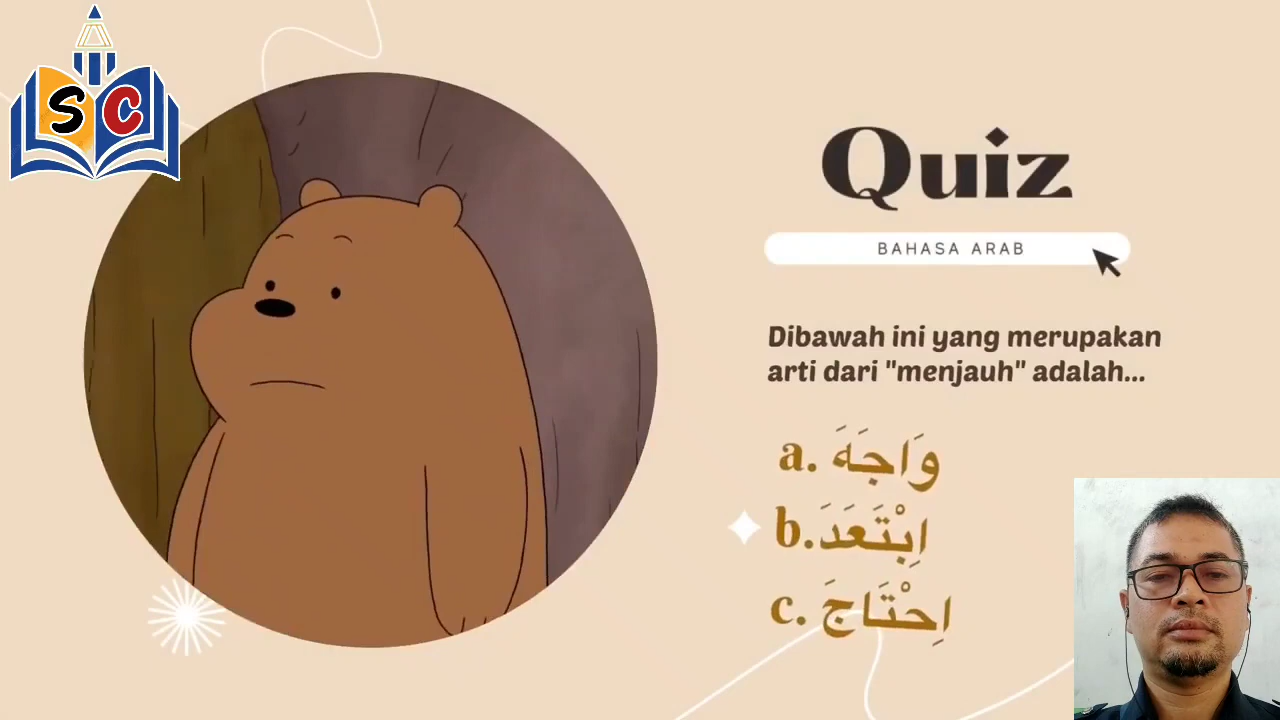 SC
Quiz
BAHASA ARAB
Dibawah ini yang merupakan
arti dari "menjauh" adalah...
a. وَاجَهَ
b. اِبْتَعَدَ
c. اِحْتَاجَ